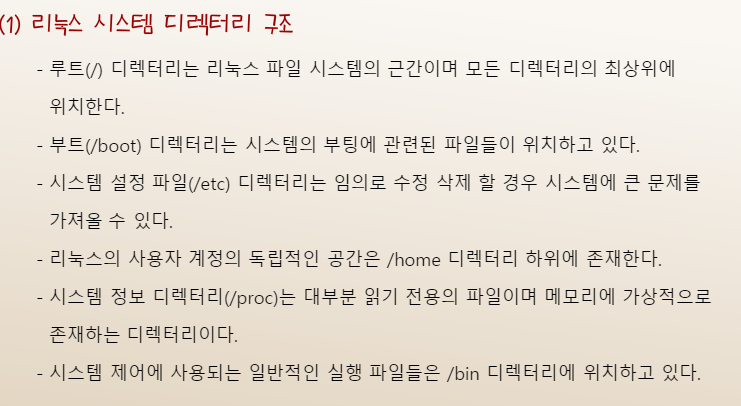 (1) 리눅스 시스템 디렉터리 구조
- 루트(/) 디렉터리는 리눅스 파일 시스템의 근간이며 모든 디렉터리의 최상위에
위치한다.
- 부트(/boot) 디렉터리는 시스템의 부팅에 관련된 파일들이 위치하고 있다.
- 시스템 설정 파일(/etc) 디렉터리는 임의로 수정 삭제 할 경우 시스템에 큰 문제를
가져올 수 있다.
- 리눅스의 사용자 계정의 독립적인 공간은 /home 디렉터리 하위에 존재한다.
- 시스템 정보 디렉터리(/proc)는 대부분 읽기 전용의 파일이며 메모리에 가상적으로
존재하는 디렉터리이다.
- 시스템 제어에 사용되는 일반적인 실행 파일들은 /bin 디렉터리에 위치하고 있다.